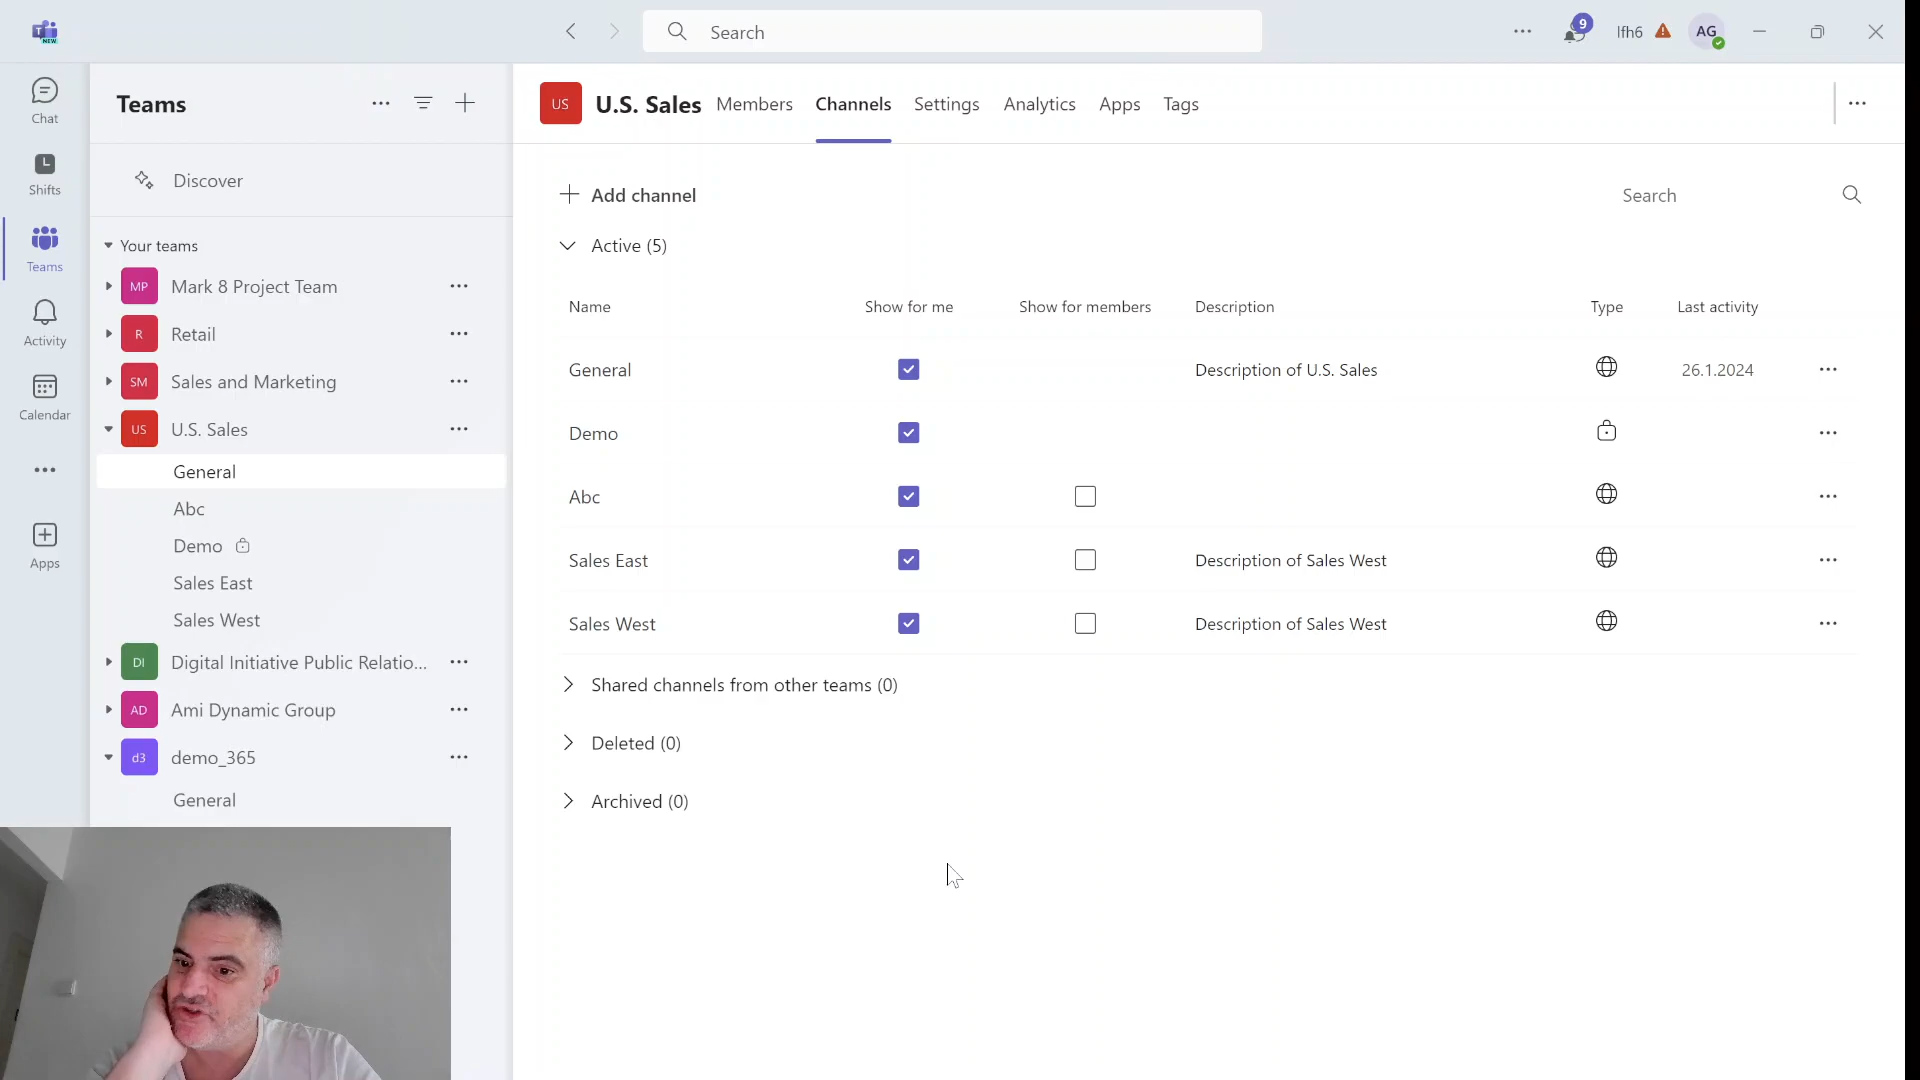 T
NEW
Search
9
lfh6
AG
Chat
Shifts
Teams
Activity
Calendar
Apps
Teams
Discover
Your teams
MP Mark 8 Project Team
R Retail
SM Sales and Marketing
US U.S. Sales
General
Abc
Demo
Sales East
Sales West
DI Digital Initiative Public Relatio...
AD Ami Dynamic Group
d3 demo_365
General
US U.S. Sales Members Channels Settings Analytics Apps Tags
Add channel Search
Active (5)
Name Show for me Show for members Description Type Last activity
General Description of U.S. Sales 26.1.2024
Demo
Abc
Sales East Description of Sales West
Sales West Description of Sales West
Shared channels from other teams (0)
Deleted (0)
Archived (0)